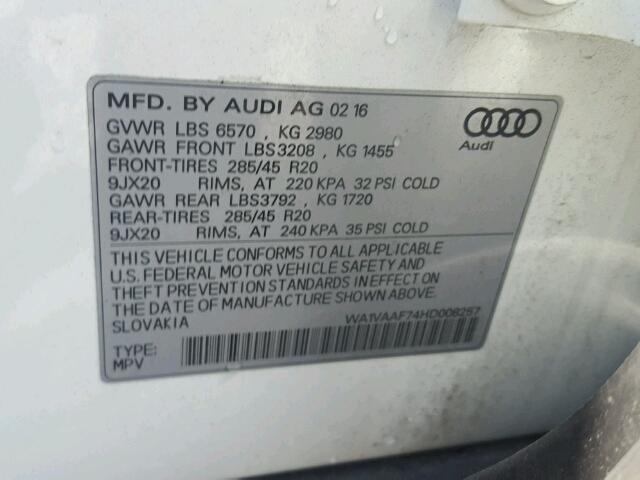 MFD. BY AUDI AG 02 16
GVWR LBS 6570 , KG 2980
GAWR FRONT LBS3208 , KG 1455
FRONT-TIRES 285/45 R20
9JX20 RIMS, AT 220 KPA 32 PSI COLD
GAWR REAR LBS3792 , KG 1720
REAR-TIRES 285/45 R20
9JX20 RIMS, AT 240 KPA 35 PSI COLD
Audi
THIS VEHICLE CONFORMS TO ALL APPLICABLE
U.S. FEDERAL MOTOR VEHICLE SAFETY AND
THEFT PREVENTION STANDARDS IN EFFECT ON
THE DATE OF MANUFACTURE SHOWN ABOVE.
SLOVAKIA
WA1VAAF74HD008257
TYPE:
MPV